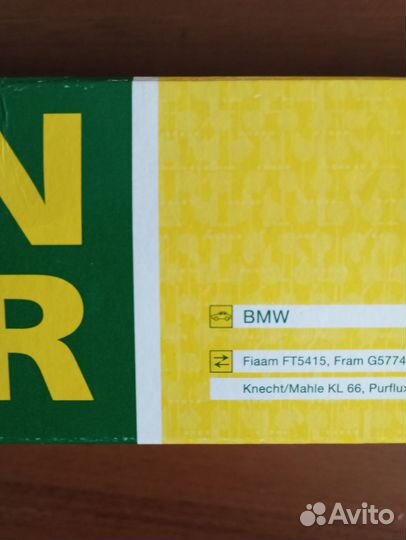 N
R
BMW
Fiaam FT5415, Fram G5774
Knecht/Mahle KL 66, Purflux
Avito